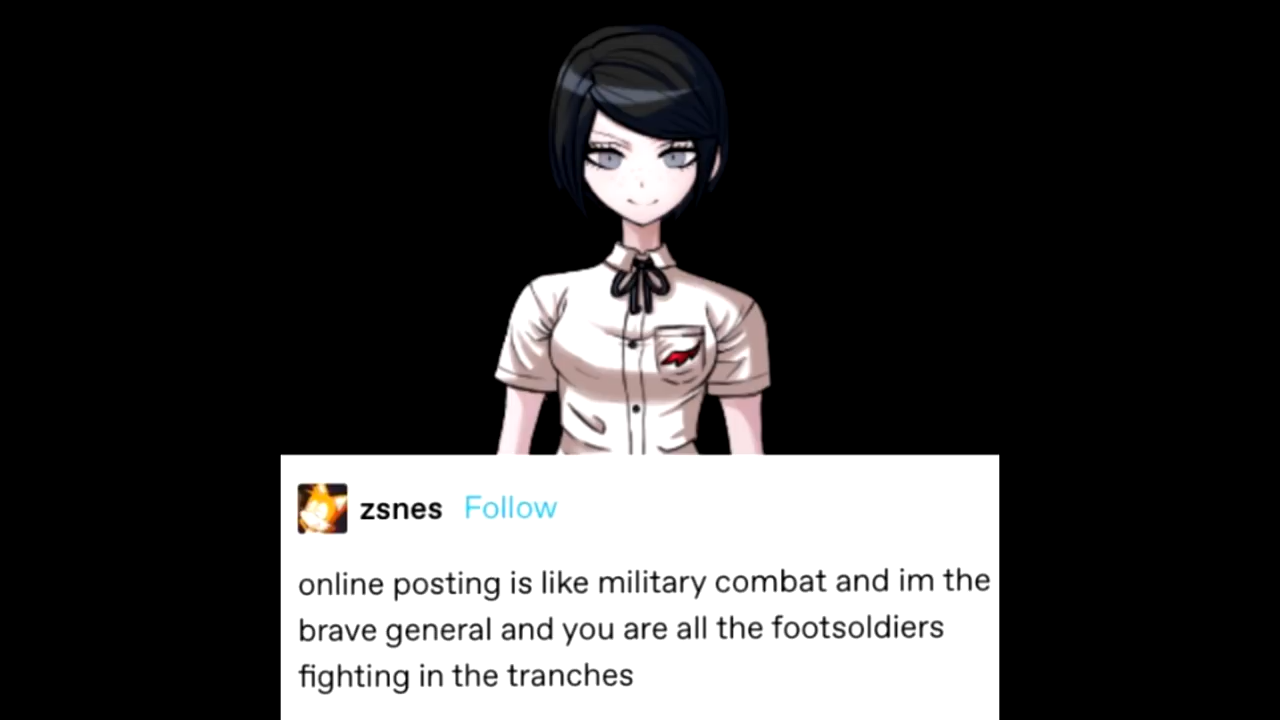 zsnes Follow
online posting is like military combat and im the
brave general and you are all the footsoldiers
fighting in the tranches